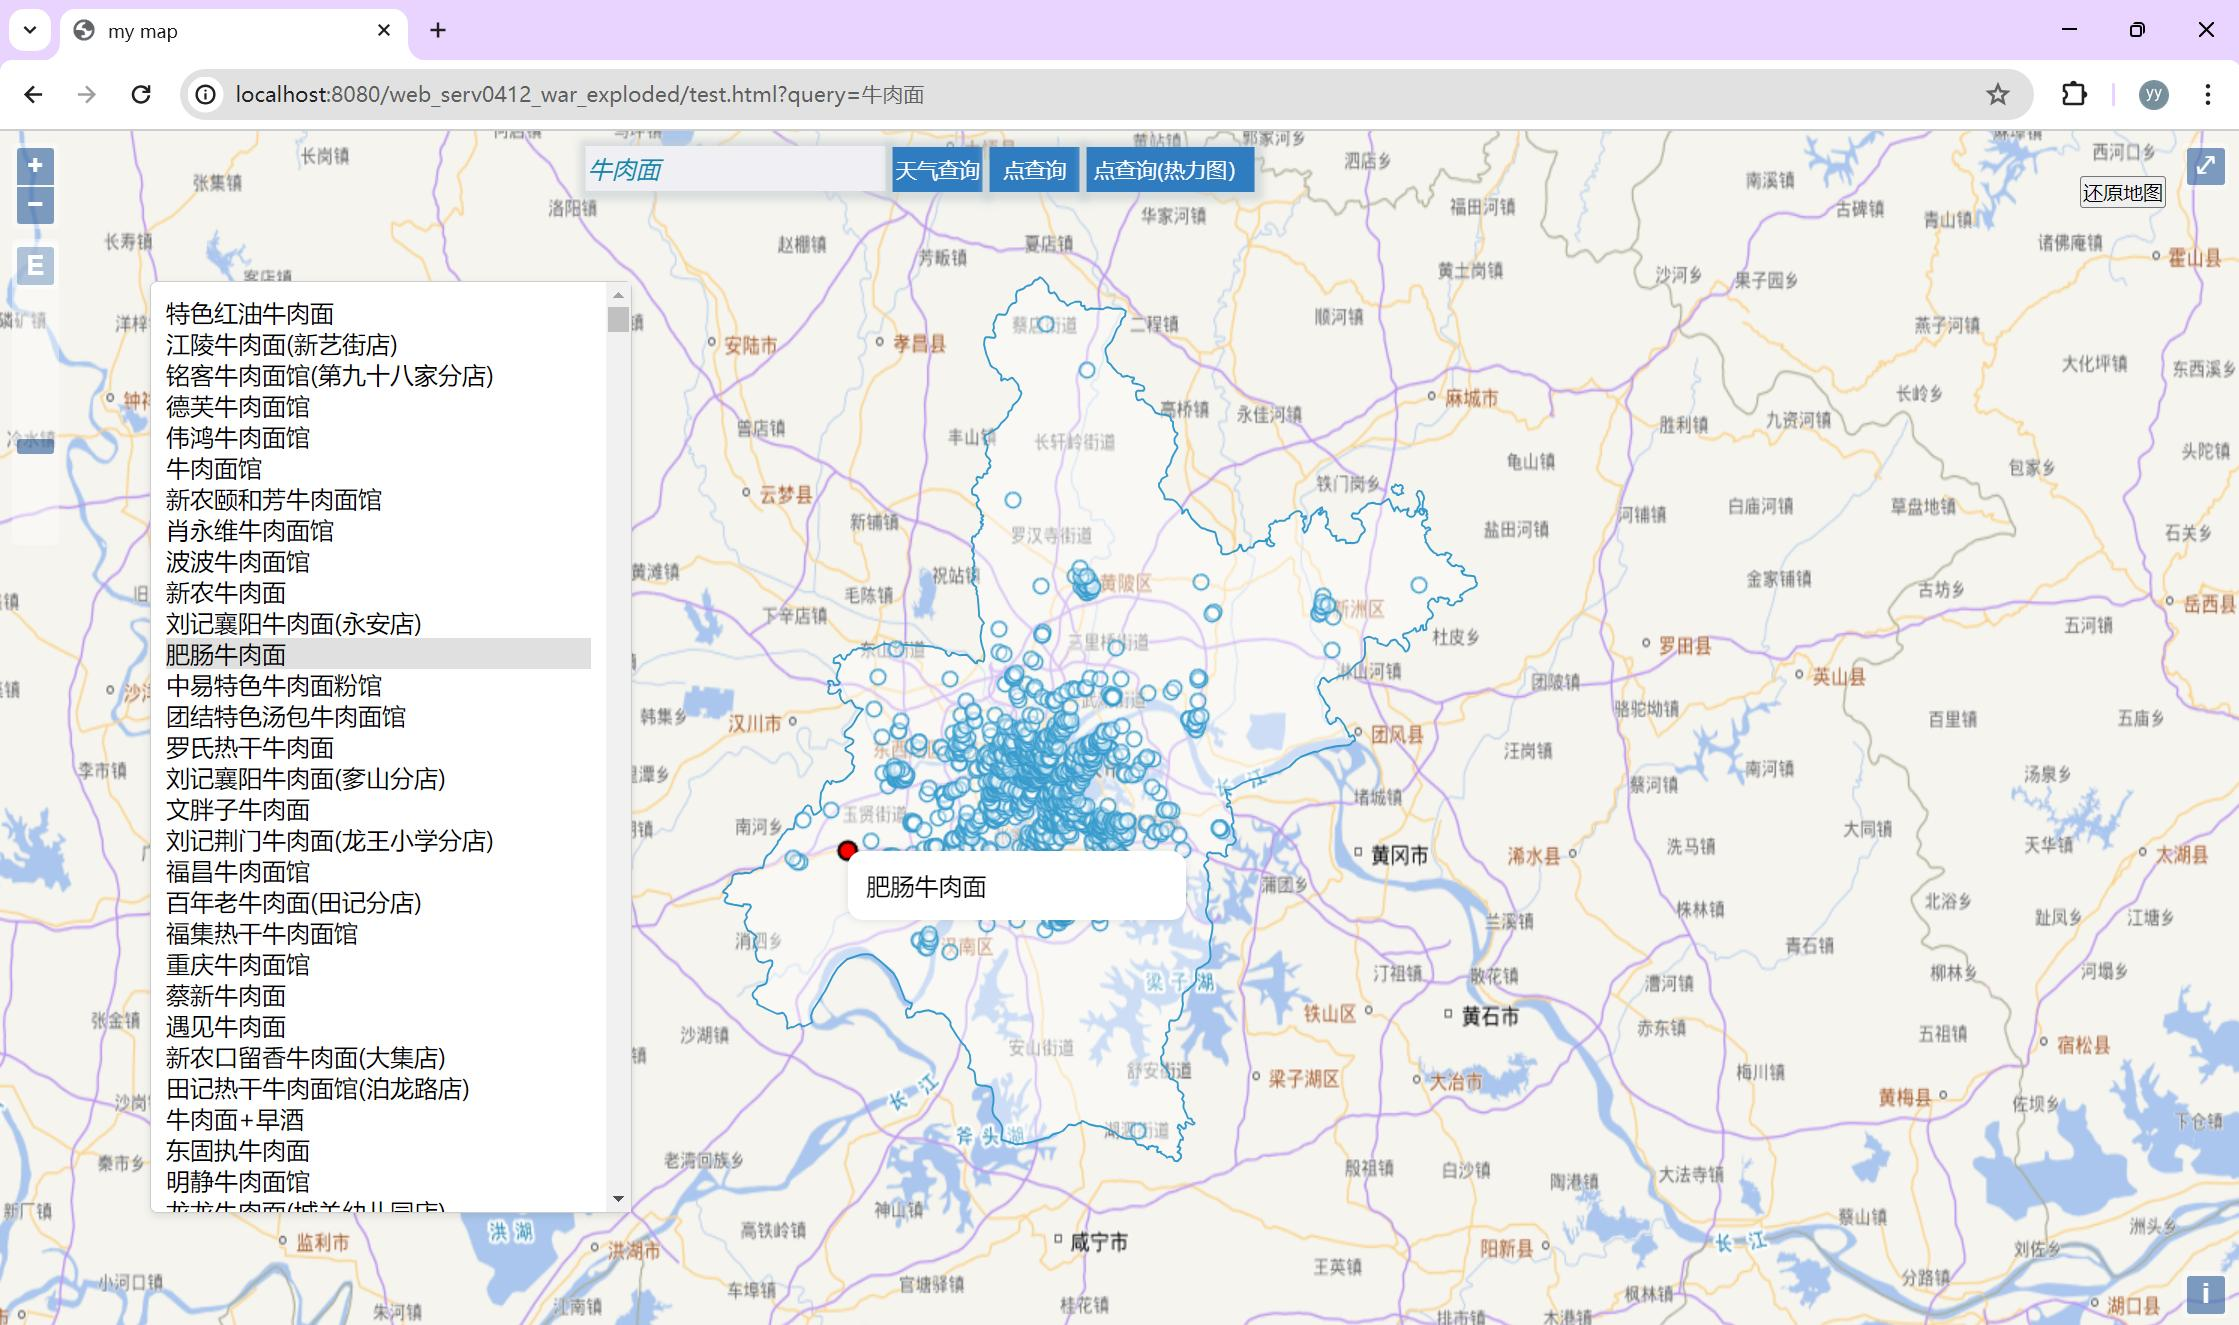 my map
localhost:8080/web_serv0412_war_exploded/test.html?query=牛肉面
yy
牛肉面
天气查询
点查询
点查询(热力图)
还原地图
E
i
特色红油牛肉面
江陵牛肉面(新艺街店)
铭客牛肉面馆(第九十八家分店)
德芙牛肉面馆
伟鸿牛肉面馆
牛肉面馆
新农颐和芳牛肉面馆
肖永维牛肉面馆
波波牛肉面馆
新农牛肉面
刘记襄阳牛肉面(永安店)
肥肠牛肉面
中易特色牛肉面粉馆
团结特色汤包牛肉面馆
罗氏热干牛肉面
刘记襄阳牛肉面(奓山分店)
文胖子牛肉面
刘记荆门牛肉面(龙王小学分店)
福昌牛肉面馆
百年老牛肉面(田记分店)
福集热干牛肉面馆
重庆牛肉面馆
蔡新牛肉面
遇见牛肉面
新农口留香牛肉面(大集店)
田记热干牛肉面馆(泊龙路店)
牛肉面+早酒
东固执牛肉面
明静牛肉面馆
肥肠牛肉面
长岗镇
张集镇
洛阳镇
长寿镇
赵棚镇
芳畈镇
夏店镇
华家河镇
郭家河乡
泗店乡
福田河镇
黄土岗镇
南溪镇
古碑镇
西河口乡
青山镇
诸佛庵镇
霍山县
沙河乡
果子园乡
燕子河镇
大化坪镇
东西溪乡
安陆市
孝昌县
蔡店街道
二程镇
顺河镇
麻城市
长岭乡
九资河镇
胜利镇
头陀镇
曾店镇
丰山镇
长轩岭街道
高桥镇
永佳河镇
龟山镇
包家乡
云梦县
新铺镇
罗汉寺街道
铁门岗乡
盐田河镇
河铺镇
白庙河镇
草盘地镇
石关乡
黄滩镇
祝站镇
毛陈镇
下辛店镇
黄陂区
新洲区
金家铺镇
古坊乡
岳西县
五河镇
东山街道
三里桥街道
杜皮乡
罗田县
英山县
团陂镇
骆驼坳镇
百里镇
五庙乡
韩集乡
汉川市
团风县
汪岗镇
南河镇
蔡河镇
汤泉乡
李市镇
长江
堵城镇
大同镇
天华镇
太湖县
南河乡
玉贤街道
黄冈市
浠水县
洗马镇
蒲团乡
兰溪镇
株林镇
北浴乡
趾凤乡
江塘乡
消泗乡
汉南区
青石镇
梁子湖
汀祖镇
散花镇
漕河镇
柳林乡
河塌乡
张金镇
沙湖镇
铁山区
黄石市
赤东镇
五祖镇
宿松县
安山街道
舒安街道
梁子湖区
大冶市
梅川镇
黄梅县
佐坝乡
下仓镇
长江
斧头湖
湖泗街道
秦市乡
老湾回族乡
殷祖镇
白沙镇
陶港镇
大法寺镇
新厂镇
洪湖
神山镇
高铁岭镇
咸宁市
蔡山镇
洲头乡
监利市
洪湖市
阳新县
长江
刘佐乡
小河口镇
车埠镇
官塘驿镇
王英镇
枫林镇
分路镇
朱河镇
江南镇
桂花镇
湖口县